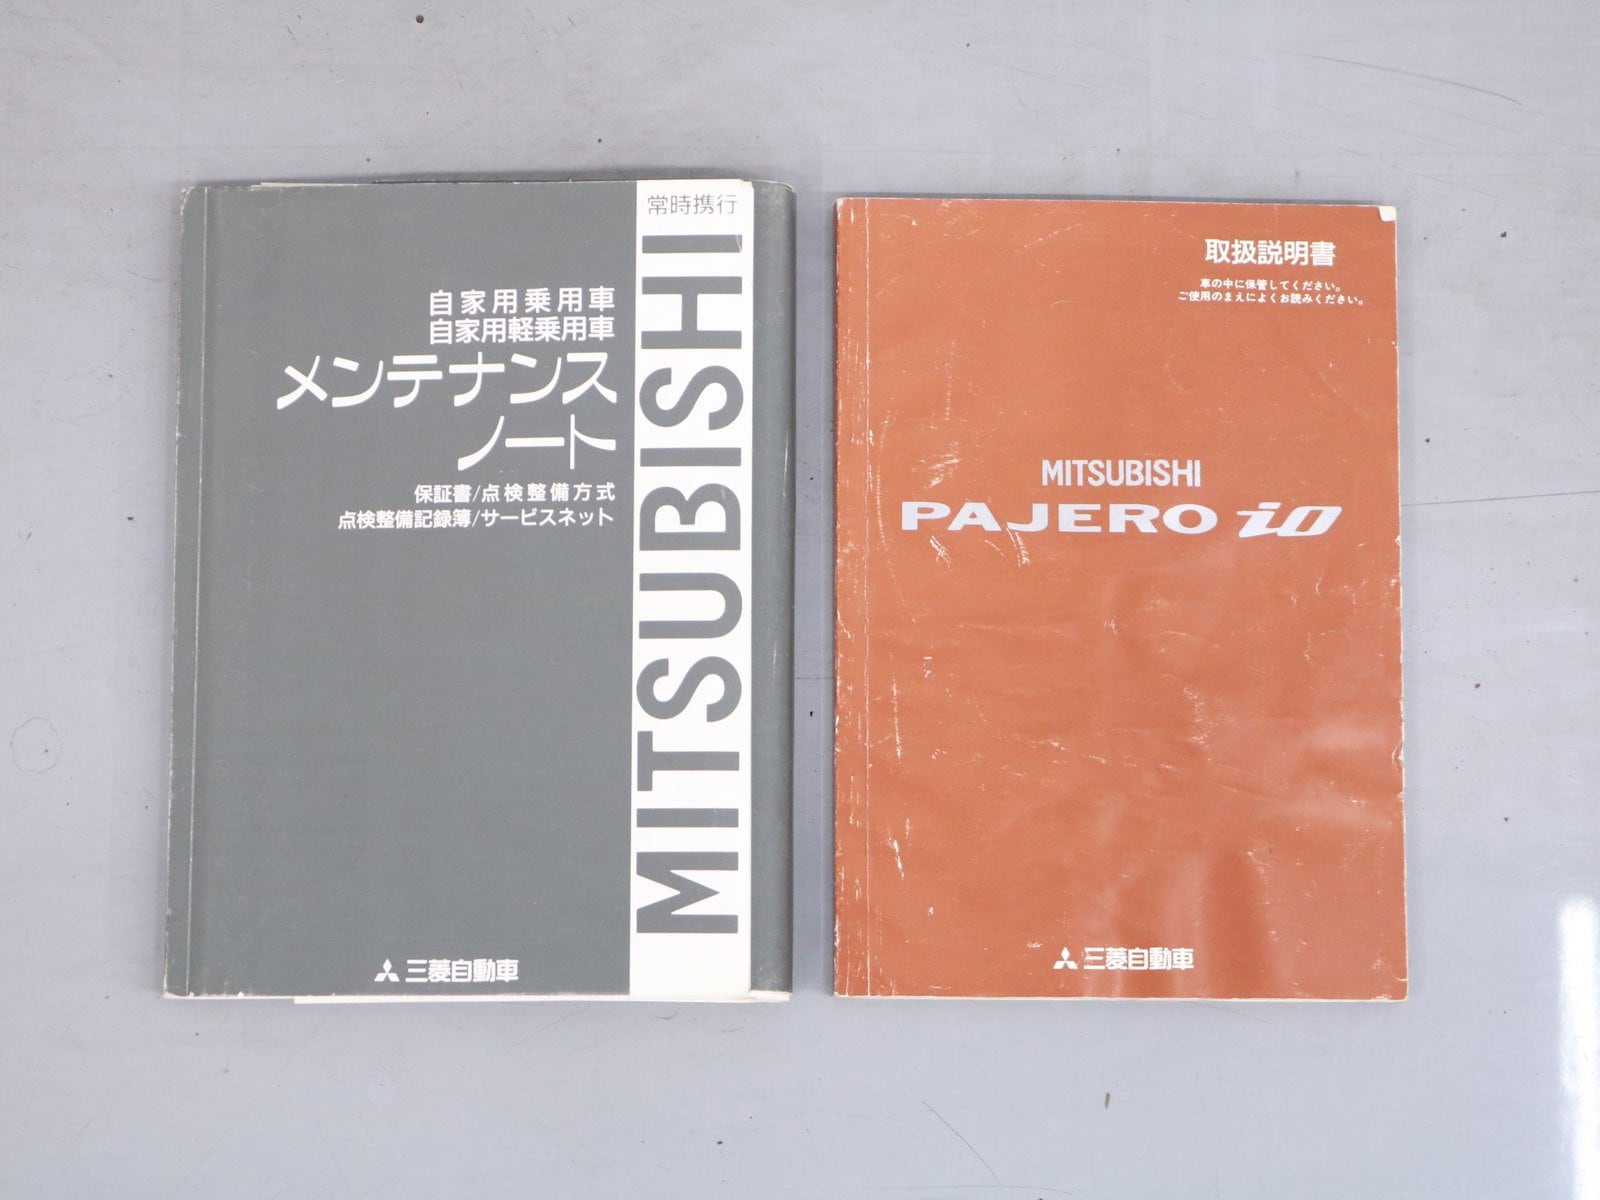 常時携行
自家用乗用車
自家用軽乗用車
メンテナンス
ノート
保証書/点検整備方式
点検整備記録簿/サービスネット
MITSUBISHI
三菱自動車
取扱説明書
車の中に保管してください。
ご使用のまえによくお読みください。
MITSUBISHI
PAJERO io
三菱自動車